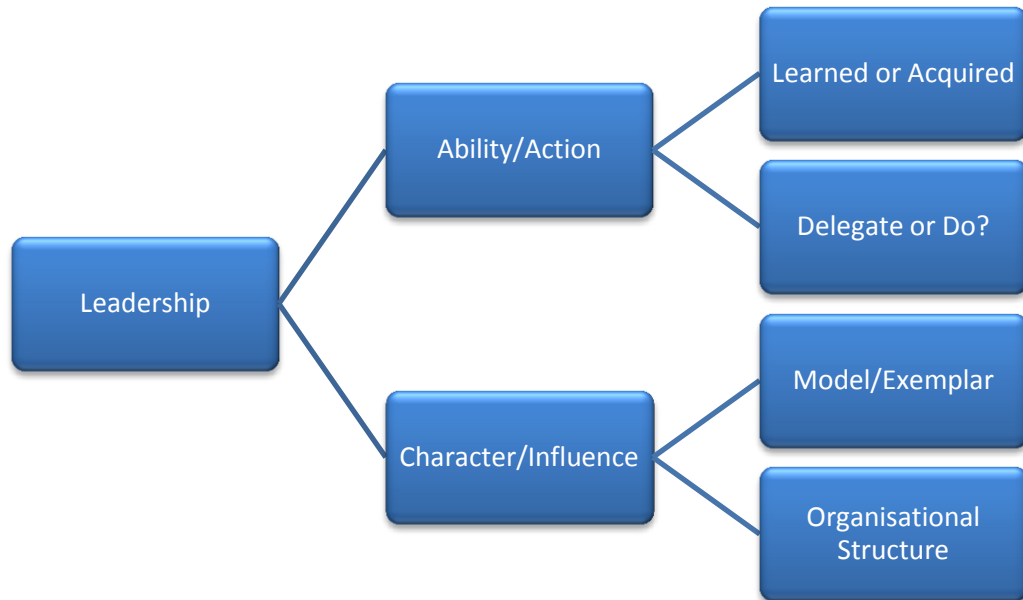 Leadership
Ability/Action
Learned or Acquired
Delegate or Do?
Character/Influence
Model/Exemplar
Organisational
Structure